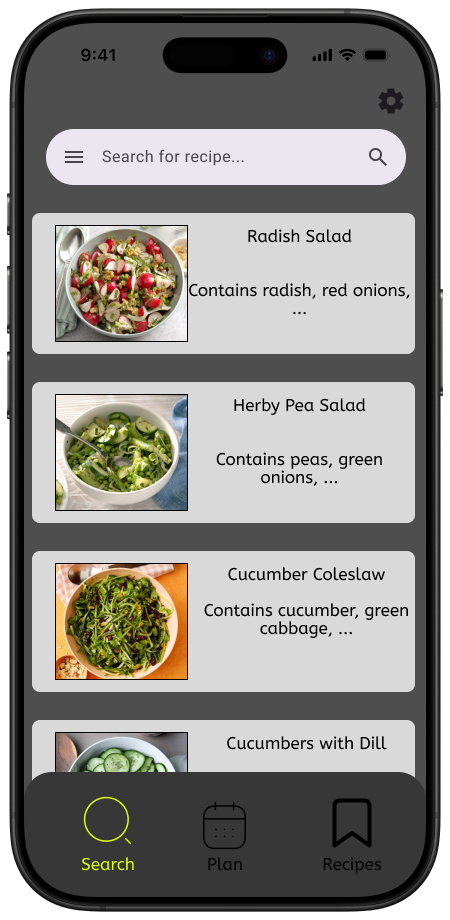 9:41
Search for recipe...
Radish Salad
Contains radish, red onions,
...
Herby Pea Salad
Contains peas, green
onions, ...
Cucumber Coleslaw
Contains cucumber, green
cabbage, ...
Cucumbers with Dill
Search
Plan
Recipes